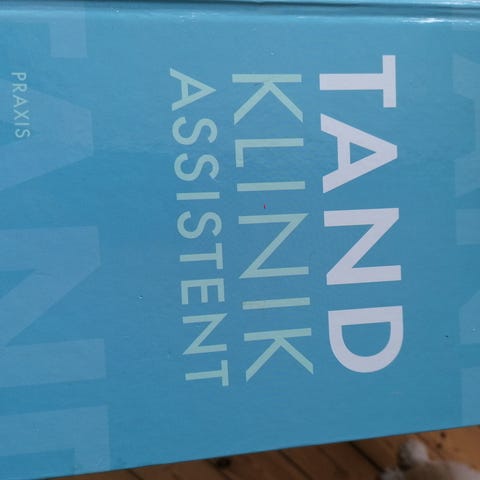 TAND
KLINIK
ASSISTENT
PRAXIS